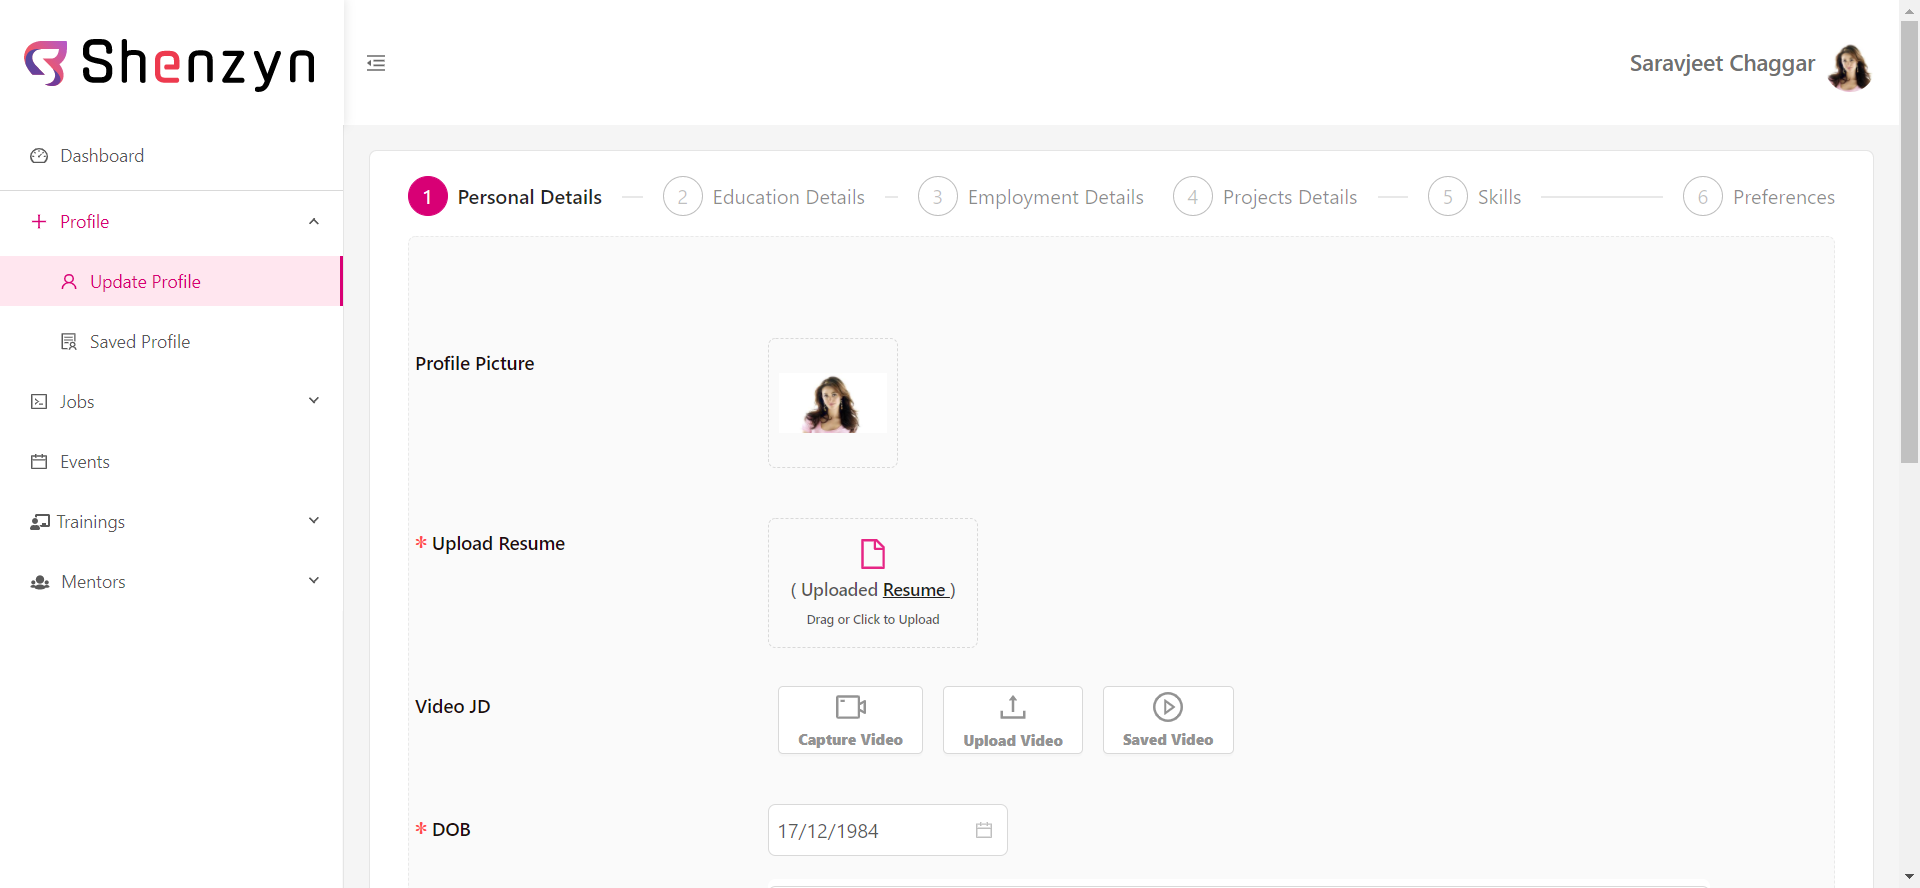 Shenzyn
Saravjeet Chaggar
Dashboard
Profile
Update Profile
Saved Profile
Jobs
Events
Trainings
Mentors
1 Personal Details
2 Education Details
3 Employment Details
4 Projects Details
5 Skills
6 Preferences
Profile Picture
* Upload Resume
( Uploaded Resume )
Drag or Click to Upload
Video JD
Capture Video
Upload Video
Saved Video
* DOB
17/12/1984